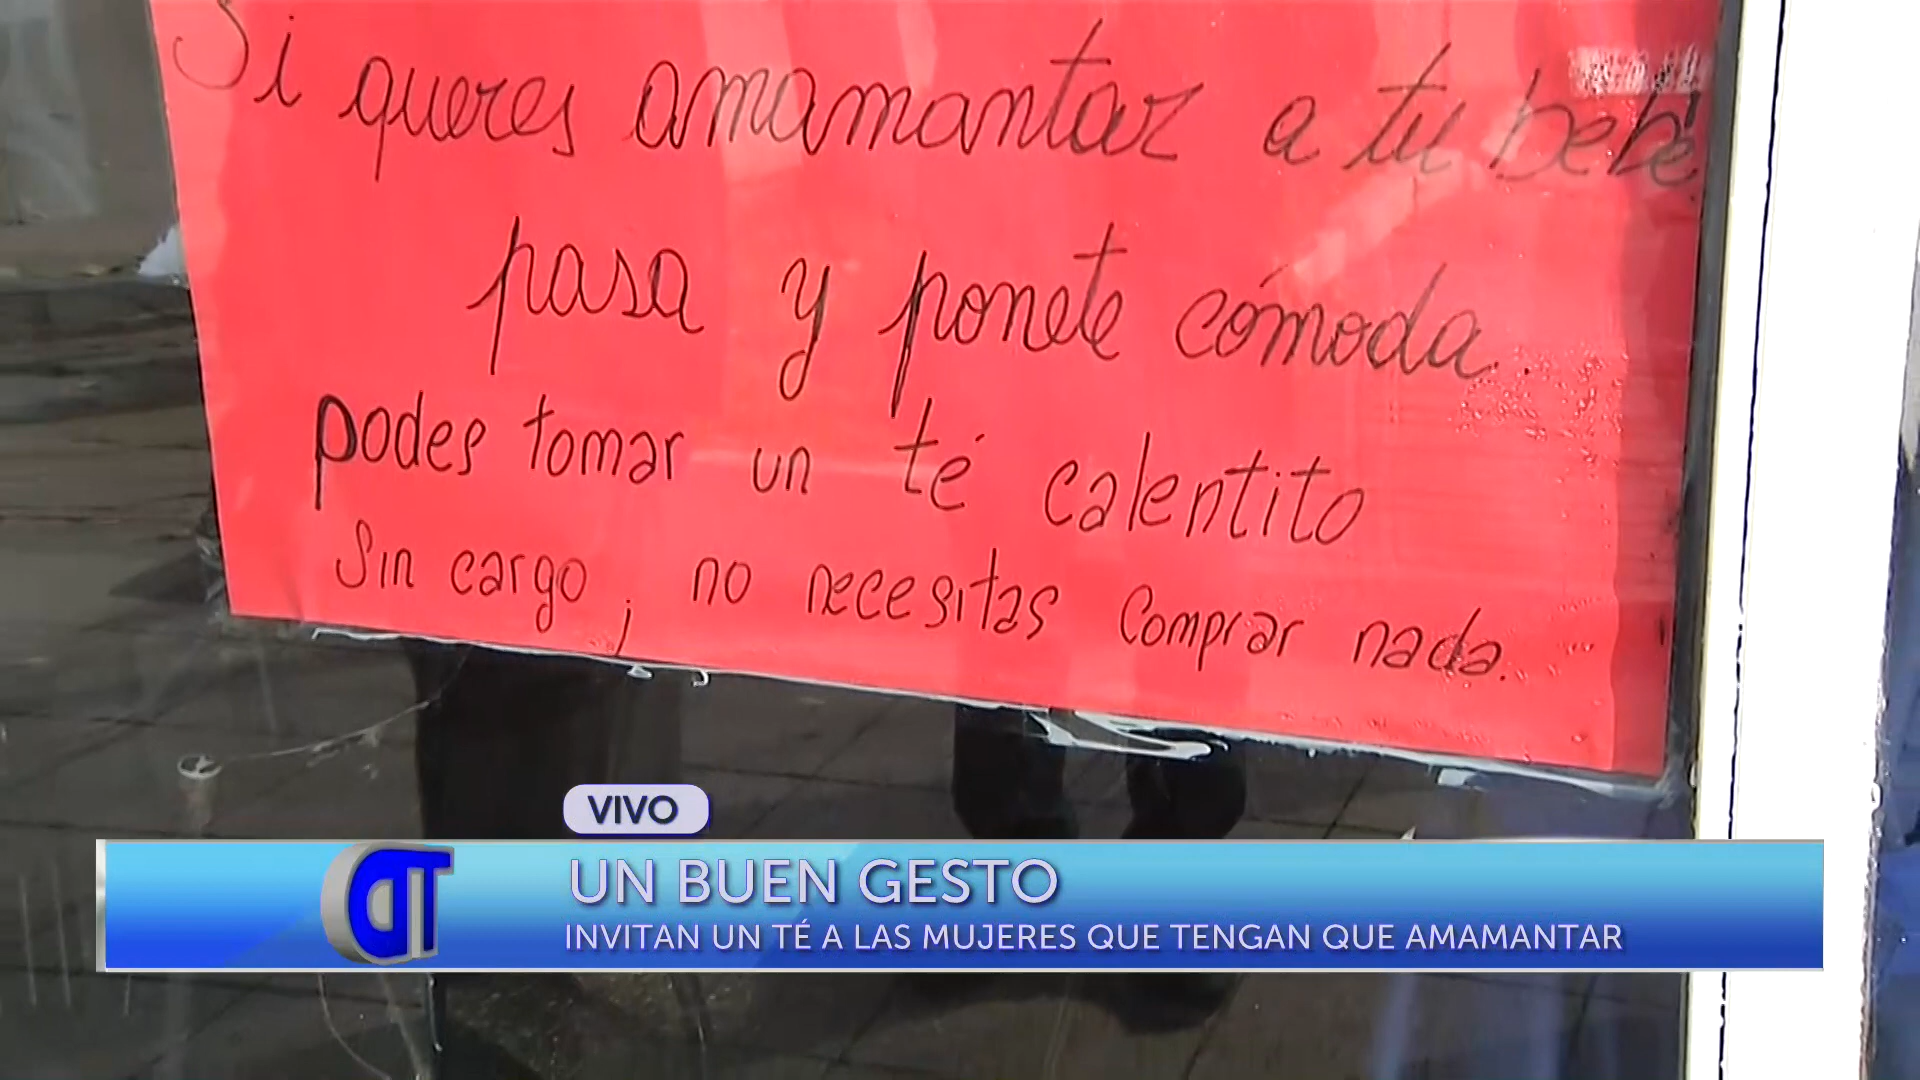 Si queres amamantar a tu bebé
pasa y ponete cómoda.
podes tomar un té calentito
Sin cargo, no necesitas comprar nada.
VIVO
UN BUEN GESTO
INVITAN UN TÉ A LAS MUJERES QUE TENGAN QUE AMAMANTAR